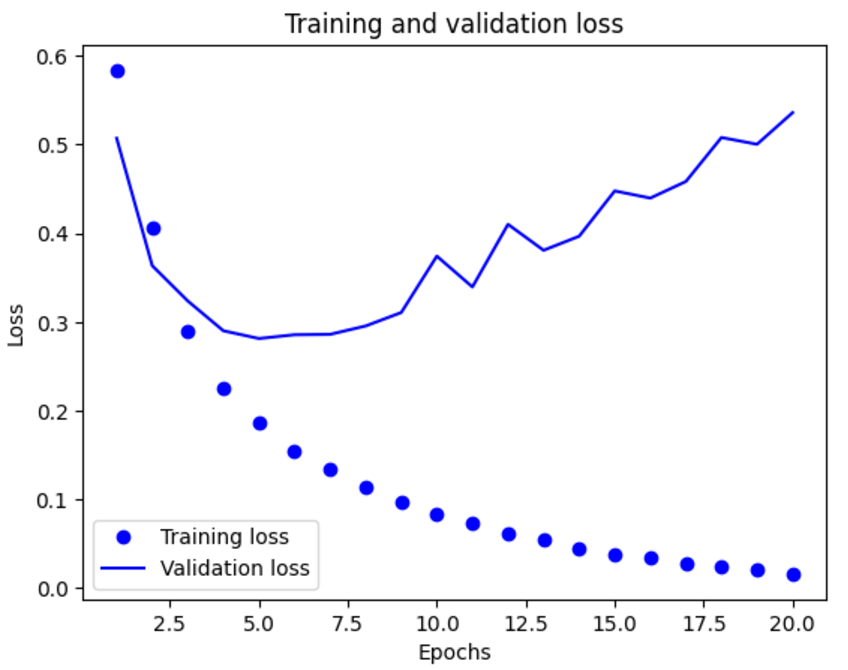 Training and validation loss
0.6
0.5
0.4
0.3
0.2
0.1
0.0
Loss
Training loss
Validation loss
2.5 5.0 7.5 10.0 12.5 15.0 17.5 20.0
Epochs